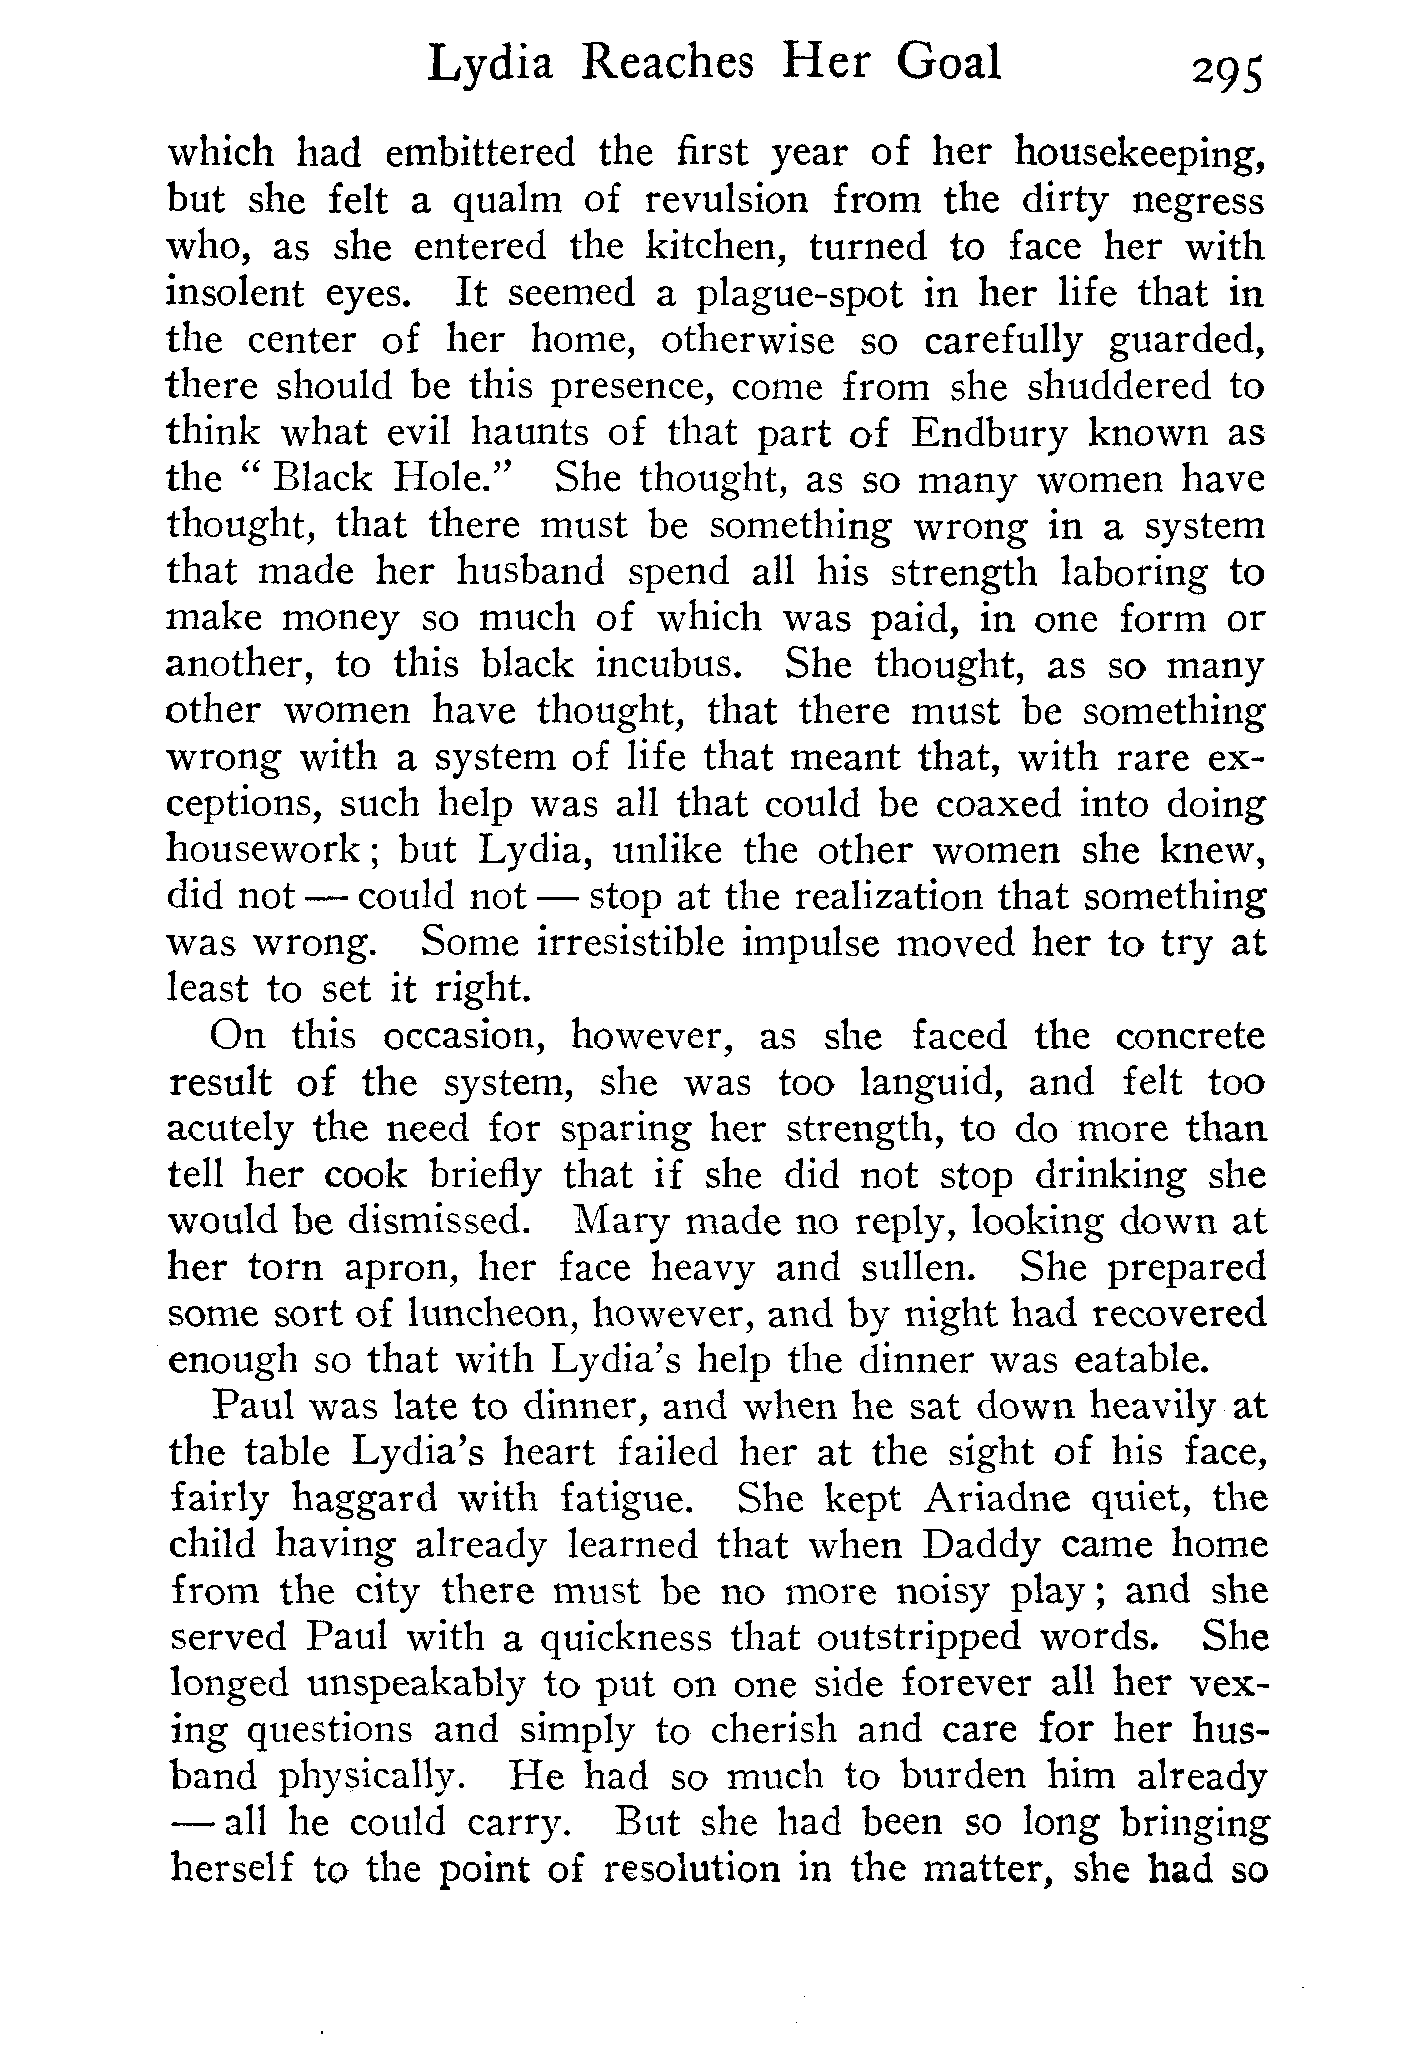 Lydia Reaches Her Goal 295
which had embittered the first year of her housekeeping,
but she felt a qualm of revulsion from the dirty negress
who, as she entered the kitchen, turned to face her with
insolent eyes. It seemed a plague-spot in her life that in
the center of her home, otherwise so carefully guarded,
there should be this presence, come from she shuddered to
think what evil haunts of that part of Endbury known as
the “ Black Hole.” She thought, as so many women have
thought, that there must be something wrong in a system
that made her husband spend all his strength laboring to
make money so much of which was paid, in one form or
another, to this black incubus. She thought, as so many
other women have thought, that there must be something
wrong with a system of life that meant that, with rare ex-
ceptions, such help was all that could be coaxed into doing
housework; but Lydia, unlike the other women she knew,
did not — could not — stop at the realization that something
was wrong. Some irresistible impulse moved her to try at
least to set it right.
On this occasion, however, as she faced the concrete
result of the system, she was too languid, and felt too
acutely the need for sparing her strength, to do more than
tell her cook briefly that if she did not stop drinking she
would be dismissed. Mary made no reply, looking down at
her torn apron, her face heavy and sullen. She prepared
some sort of luncheon, however, and by night had recovered
enough so that with Lydia’s help the dinner was eatable.
Paul was late to dinner, and when he sat down heavily at
the table Lydia’s heart failed her at the sight of his face,
fairly haggard with fatigue. She kept Ariadne quiet, the
child having already learned that when Daddy came home
from the city there must be no more noisy play; and she
served Paul with a quickness that outstripped words. She
longed unspeakably to put on one side forever all her vex-
ing questions and simply to cherish and care for her hus-
band physically. He had so much to burden him already
— all he could carry. But she had been so long bringing
herself to the point of resolution in the matter, she had so